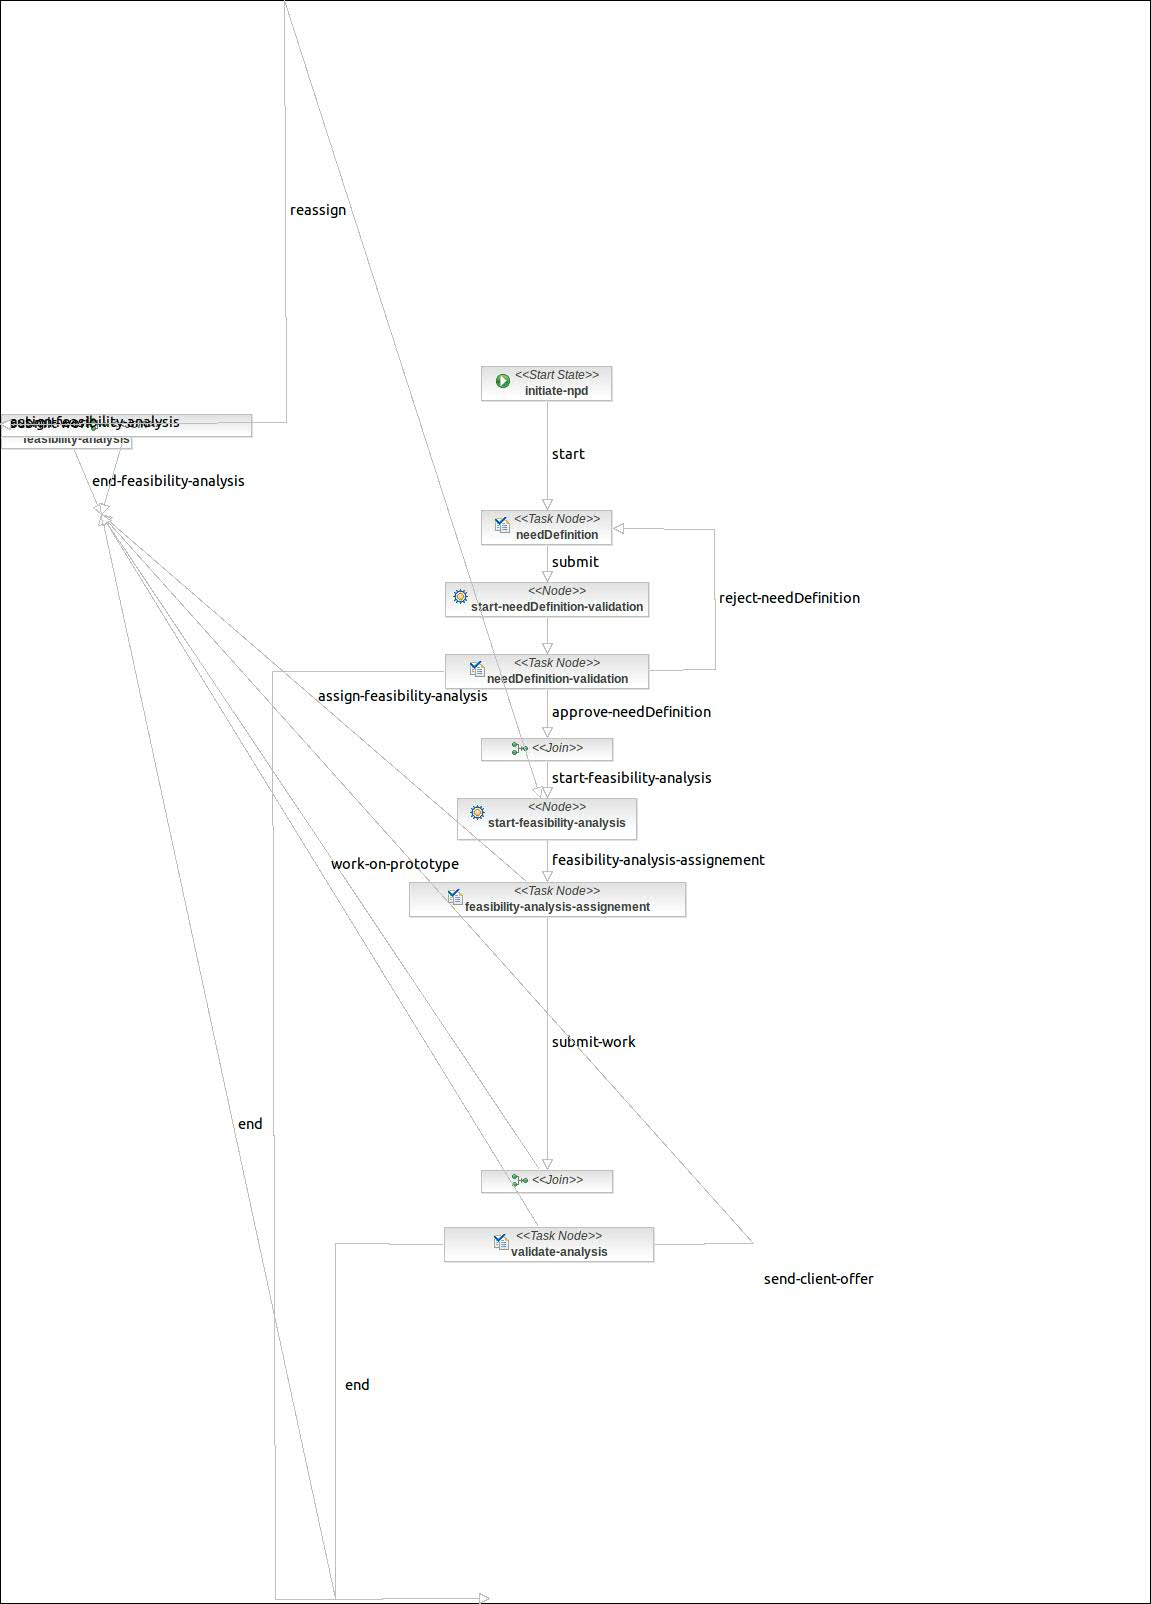 reassign
<<Start State>>
initiate-npd
assign-feasibility-analysis
feasibility-analysis
start
end-feasibility-analysis
<<Task Node>>
needDefinition
submit
<<Node>>
start-needDefinition-validation
reject-needDefinition
<<Task Node>>
needDefinition-validation
assign-feasibility-analysis
approve-needDefinition
<<Join>>
start-feasibility-analysis
<<Node>>
start-feasibility-analysis
work-on-prototype
feasibility-analysis-assignement
<<Task Node>>
feasibility-analysis-assignement
submit-work
end
<<Join>>
<<Task Node>>
validate-analysis
send-client-offer
end